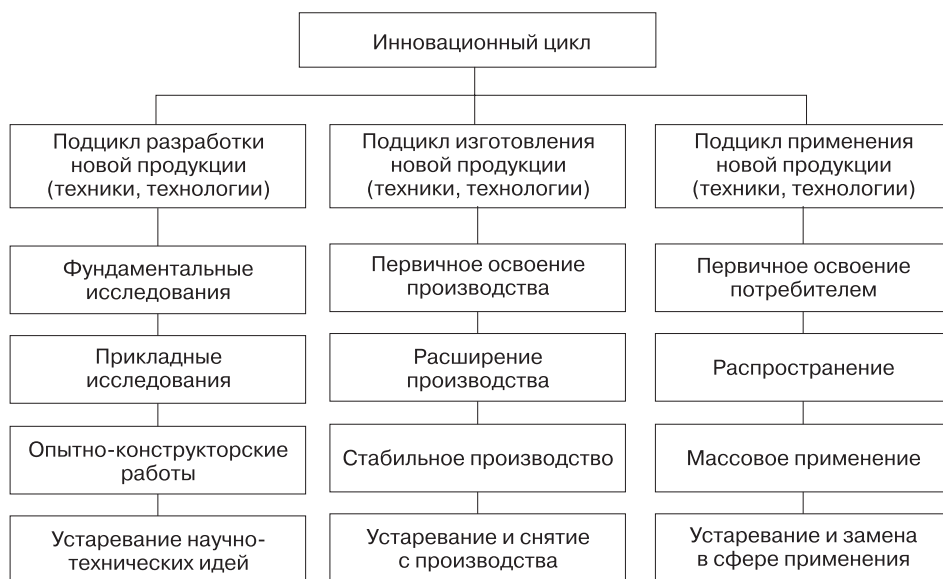 Инновационный цикл
Подцикл разработки
новой продукции
(техники, технологии)
Подцикл изготовления
новой продукции
(техники, технологии)
Подцикл применения
новой продукции
(техники, технологии)
Фундаментальные
исследования
Первичное освоение
производства
Первичное освоение
потребителем
Прикладные
исследования
Расширение
производства
Распространение
Опытно-конструкторские
работы
Стабильное производство
Массовое применение
Устаревание научно-
технических идей
Устаревание и снятие
с производства
Устаревание и замена
в сфере применения